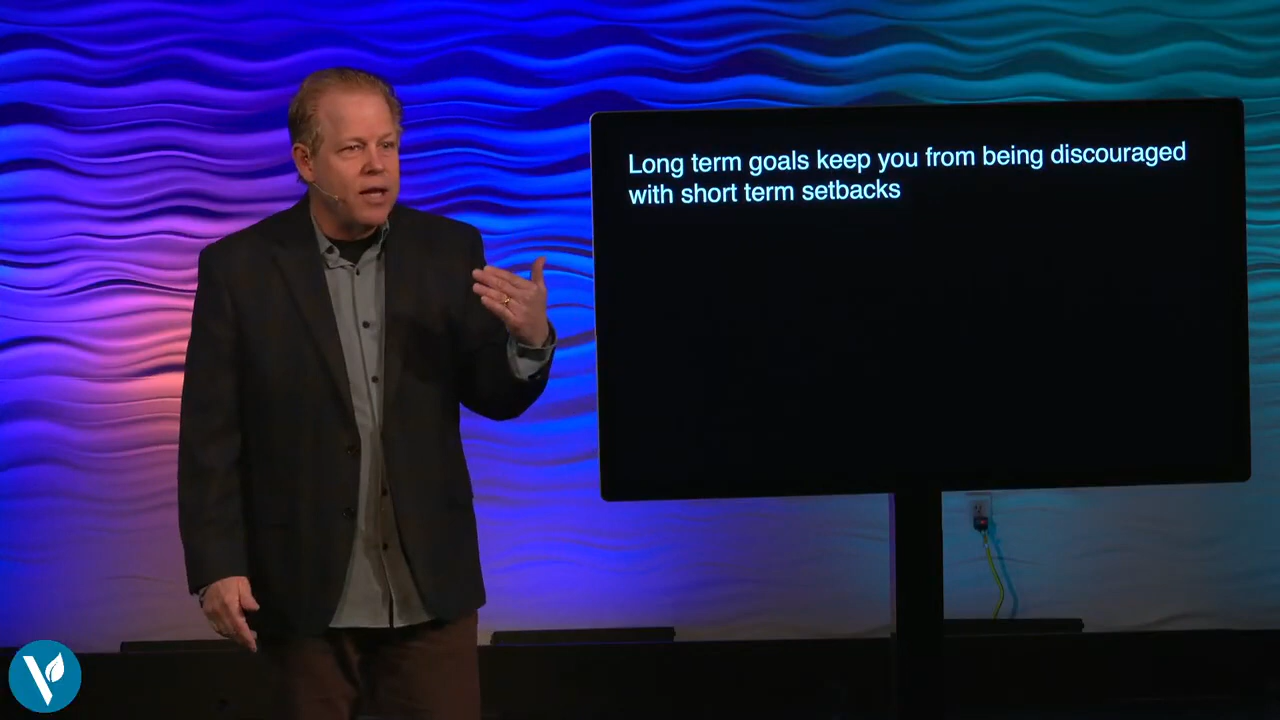 Long term goals keep you from being discouraged
with short term setbacks